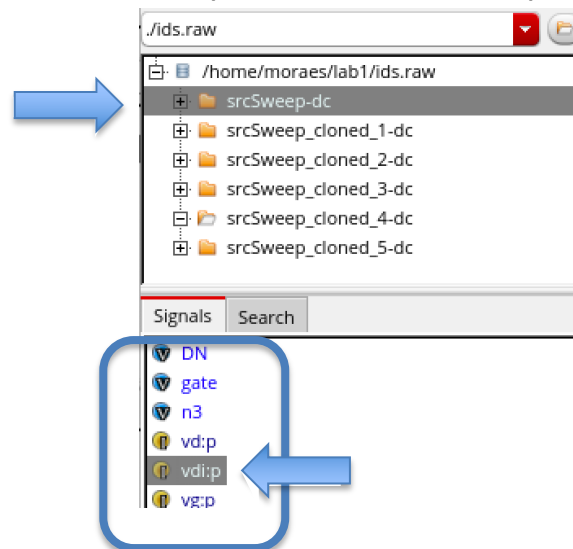 ./ids.raw
/home/moraes/lab1/ids.raw
srcSweep-dc
srcSweep_cloned_1-dc
srcSweep_cloned_2-dc
srcSweep_cloned_3-dc
srcSweep_cloned_4-dc
srcSweep_cloned_5-dc
Signals Search
DN
gate
n3
vd:p
vdi:p
vg:p